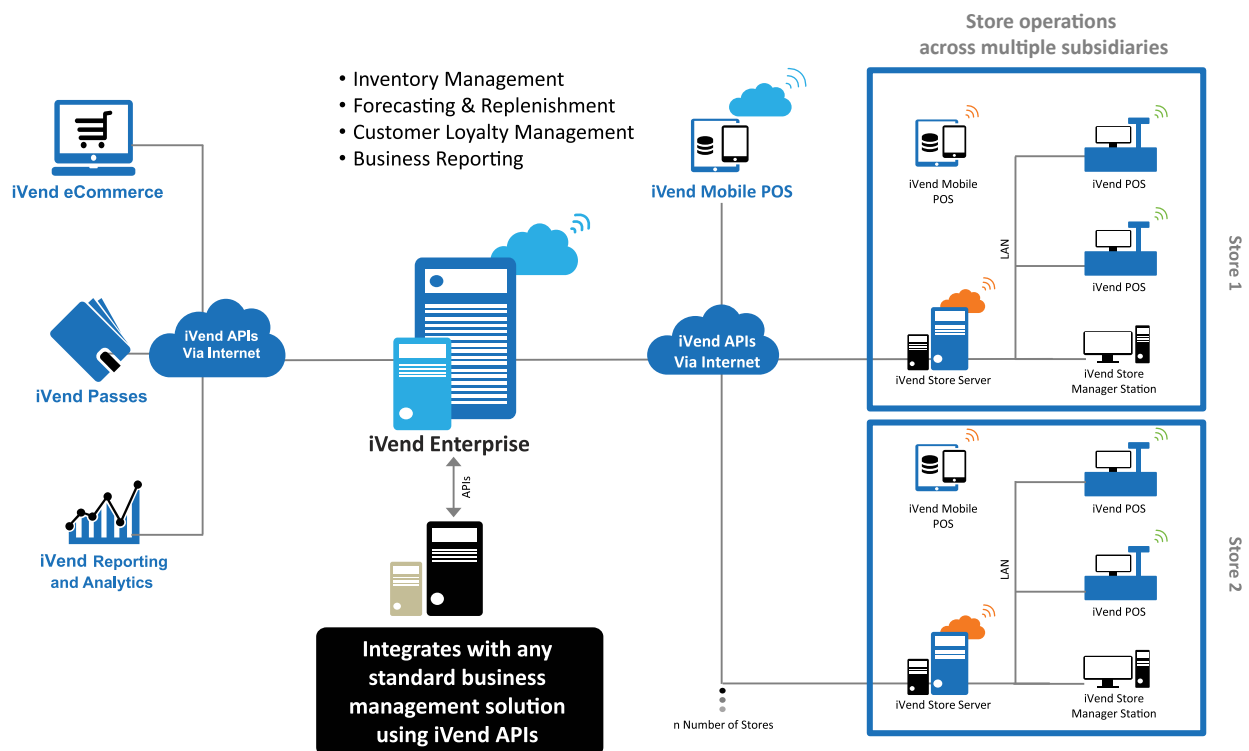 Store operations
across multiple subsidiaries
• Inventory Management
• Forecasting & Replenishment
• Customer Loyalty Management
• Business Reporting
iVend eCommerce
iVend Mobile POS
iVend APIs
Via Internet
iVend Passes
iVend Reporting
and Analytics
iVend Enterprise
APIs
Integrates with any
standard business
management solution
using iVend APIs
iVend APIs
Via Internet
n Number of Stores
iVend Mobile
POS
iVend POS
LAN
iVend POS
iVend Store Server
iVend Store
Manager Station
Store 1
iVend Mobile
POS
iVend POS
LAN
iVend POS
iVend Store Server
iVend Store
Manager Station
Store 2